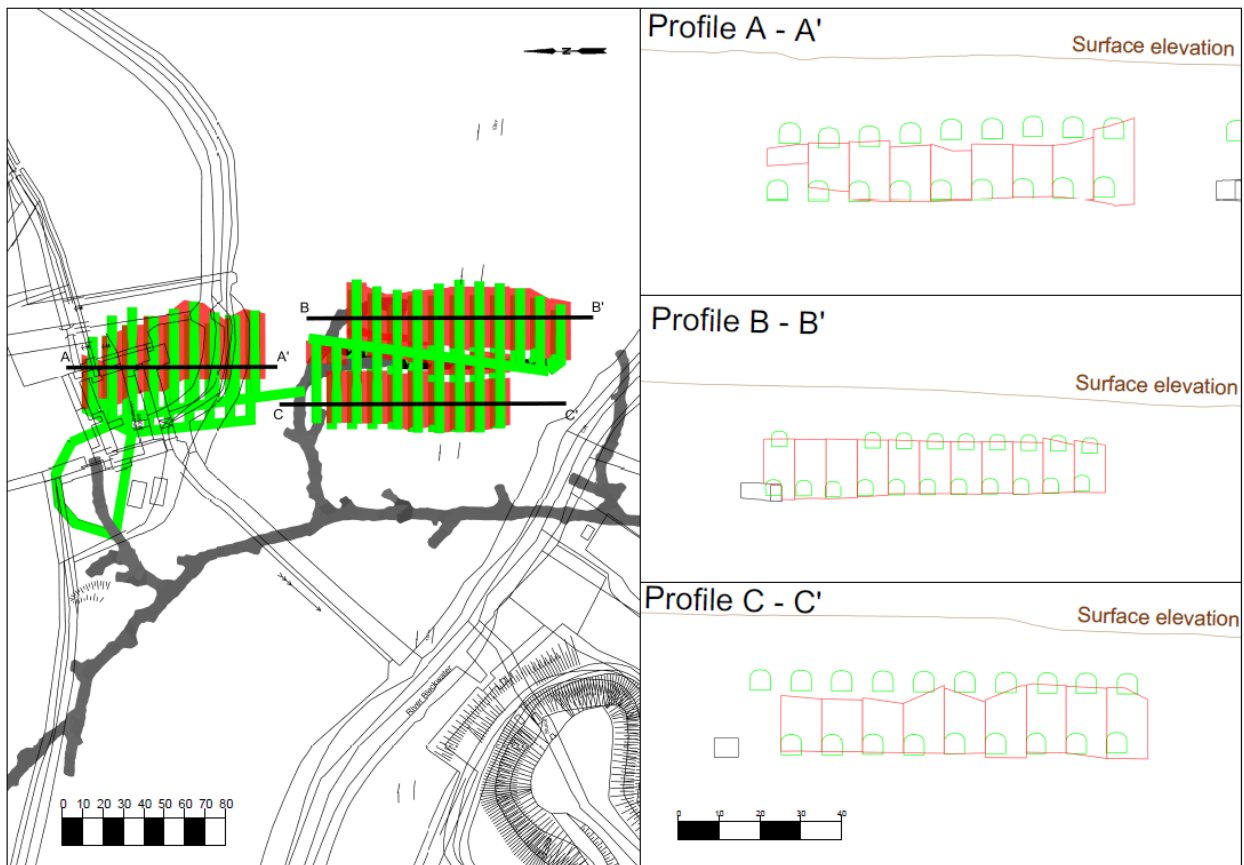 N
A
A'
B
B'
C
C'
River Blackwater
0 10 20 30 40 50 60 70 80
Profile A - A'
Surface elevation
Profile B - B'
Surface elevation
Profile C - C'
Surface elevation
0 10 20 30 40